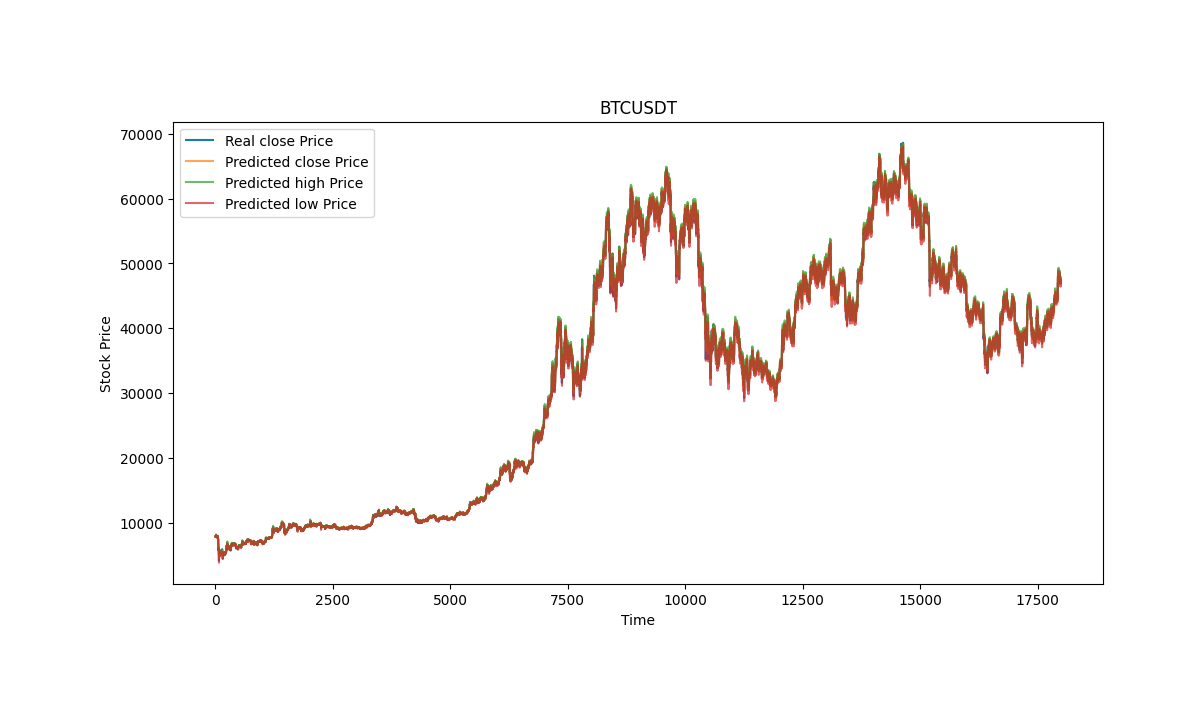 BTCUSDT
Real close Price
Predicted close Price
Predicted high Price
Predicted low Price
70000
60000
50000
40000
30000
20000
10000
Stock Price
0 2500 5000 7500 10000 12500 15000 17500
Time